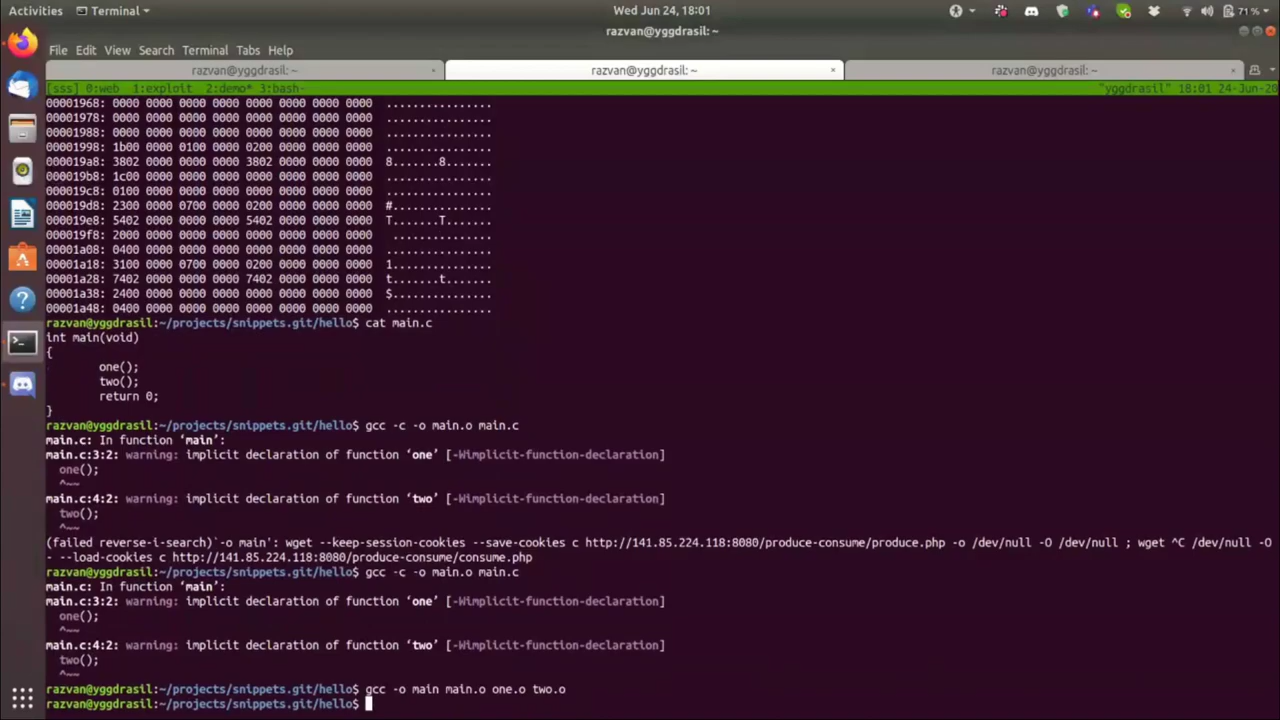 Activities Terminal Wed Jun 24, 18:01 71 %
razvan@yggdrasil: ~
File Edit View Search Terminal Tabs Help
razvan@yggdrasil: ~ × razvan@yggdrasil: ~ × razvan@yggdrasil: ~ ×
[sss] 0:web 1:exploit 2:demo* 3:bash- "yggdrasil" 18:01 24-Jun-20
00001968: 0000 0000 0000 0000 0000 0000 0000 0000 ................
00001978: 0000 0000 0000 0000 0000 0000 0000 0000 ................
00001988: 0000 0000 0000 0000 0000 0000 0000 0000 ................
00001998: 1b00 0000 0100 0000 0200 0000 0000 0000 ................
000019a8: 3802 0000 0000 0000 3802 0000 0000 0000 8.......8.......
000019b8: 1c00 0000 0000 0000 0000 0000 0000 0000 ................
000019c8: 0100 0000 0000 0000 0000 0000 0000 0000 ................
000019d8: 2300 0000 0700 0000 0200 0000 0000 0000 #...............
000019e8: 5402 0000 0000 0000 5402 0000 0000 0000 T.......T.......
000019f8: 2000 0000 0000 0000 0000 0000 0000 0000  ...............
00001a08: 0400 0000 0000 0000 0000 0000 0000 0000 ................
00001a18: 3100 0000 0700 0000 0200 0000 0000 0000 1...............
00001a28: 7402 0000 0000 0000 7402 0000 0000 0000 t.......t.......
00001a38: 2400 0000 0000 0000 0000 0000 0000 0000 $...............
00001a48: 0400 0000 0000 0000 0000 0000 0000 0000 ................
razvan@yggdrasil:~/projects/snippets.git/hello$ cat main.c
int main(void)
{
one();
two();
return 0;
}
razvan@yggdrasil:~/projects/snippets.git/hello$ gcc -c -o main.o main.c
main.c: In function ‘main’:
main.c:3:2: warning: implicit declaration of function ‘one’ [-Wimplicit-function-declaration]
one();
^~~
main.c:4:2: warning: implicit declaration of function ‘two’ [-Wimplicit-function-declaration]
two();
^~~
(failed reverse-i-search)`-o main': wget --keep-session-cookies --save-cookies c http://141.85.224.118:8080/produce-consume/produce.php -o /dev/null -O /dev/null ; wget ^C /dev/null -O
- --load-cookies c http://141.85.224.118:8080/produce-consume/consume.php
razvan@yggdrasil:~/projects/snippets.git/hello$ gcc -c -o main.o main.c
main.c: In function ‘main’:
main.c:3:2: warning: implicit declaration of function ‘one’ [-Wimplicit-function-declaration]
one();
^~~
main.c:4:2: warning: implicit declaration of function ‘two’ [-Wimplicit-function-declaration]
two();
^~~
razvan@yggdrasil:~/projects/snippets.git/hello$ gcc -o main main.o one.o two.o
razvan@yggdrasil:~/projects/snippets.git/hello$